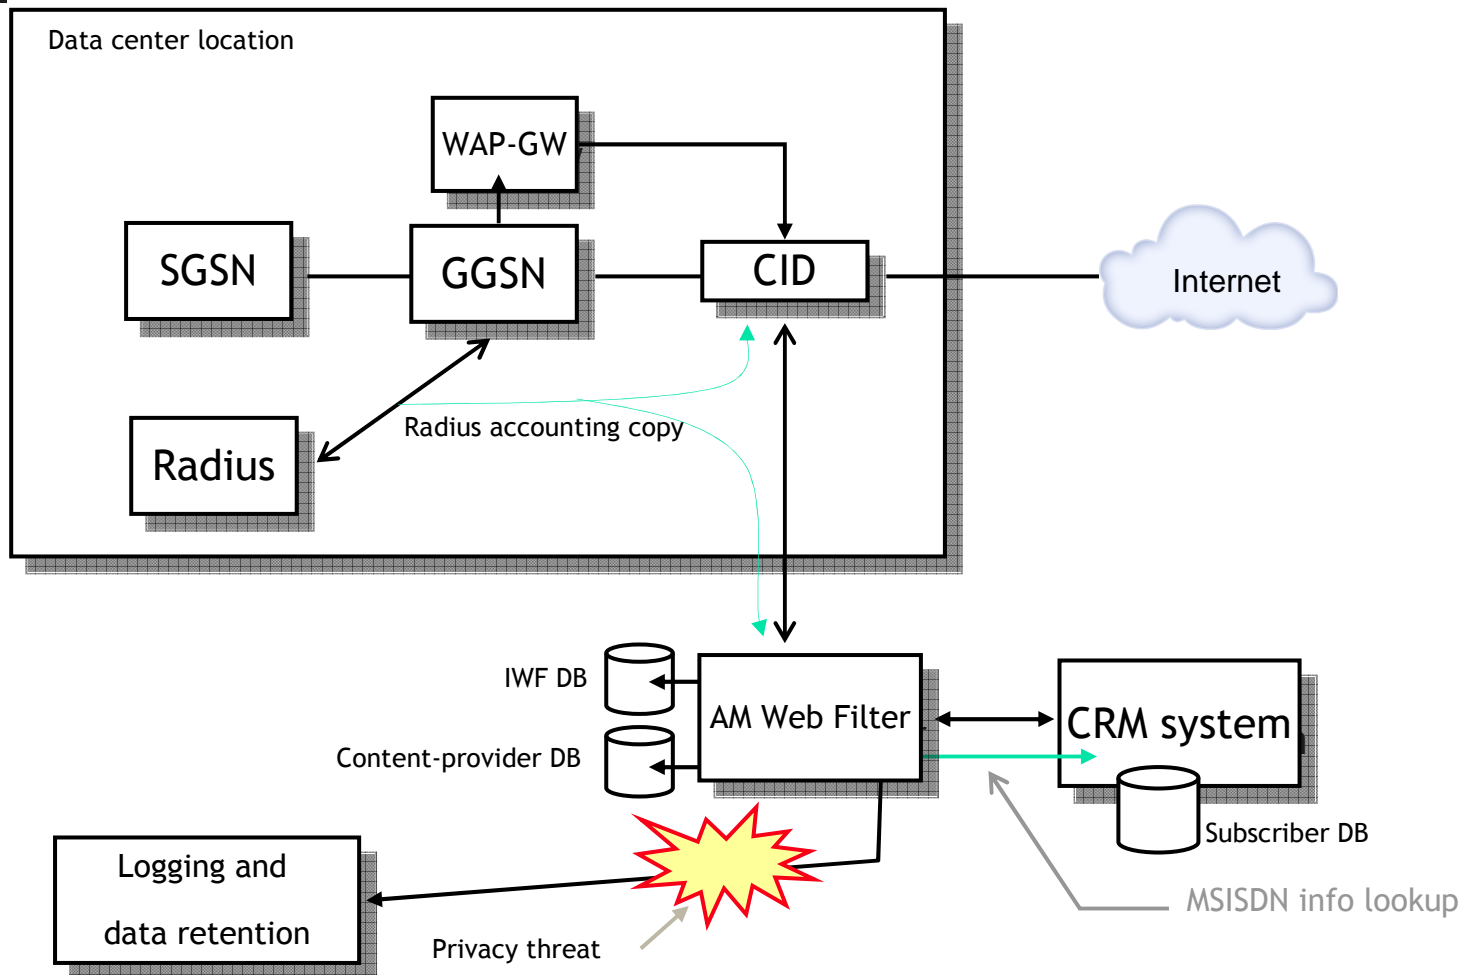 Data center location
WAP-GW
SGSN
GGSN
CID
Internet
Radius accounting copy
Radius
IWF DB
AM Web Filter
CRM system
Content-provider DB
Subscriber DB
Logging and
data retention
MSISDN info lookup
Privacy threat